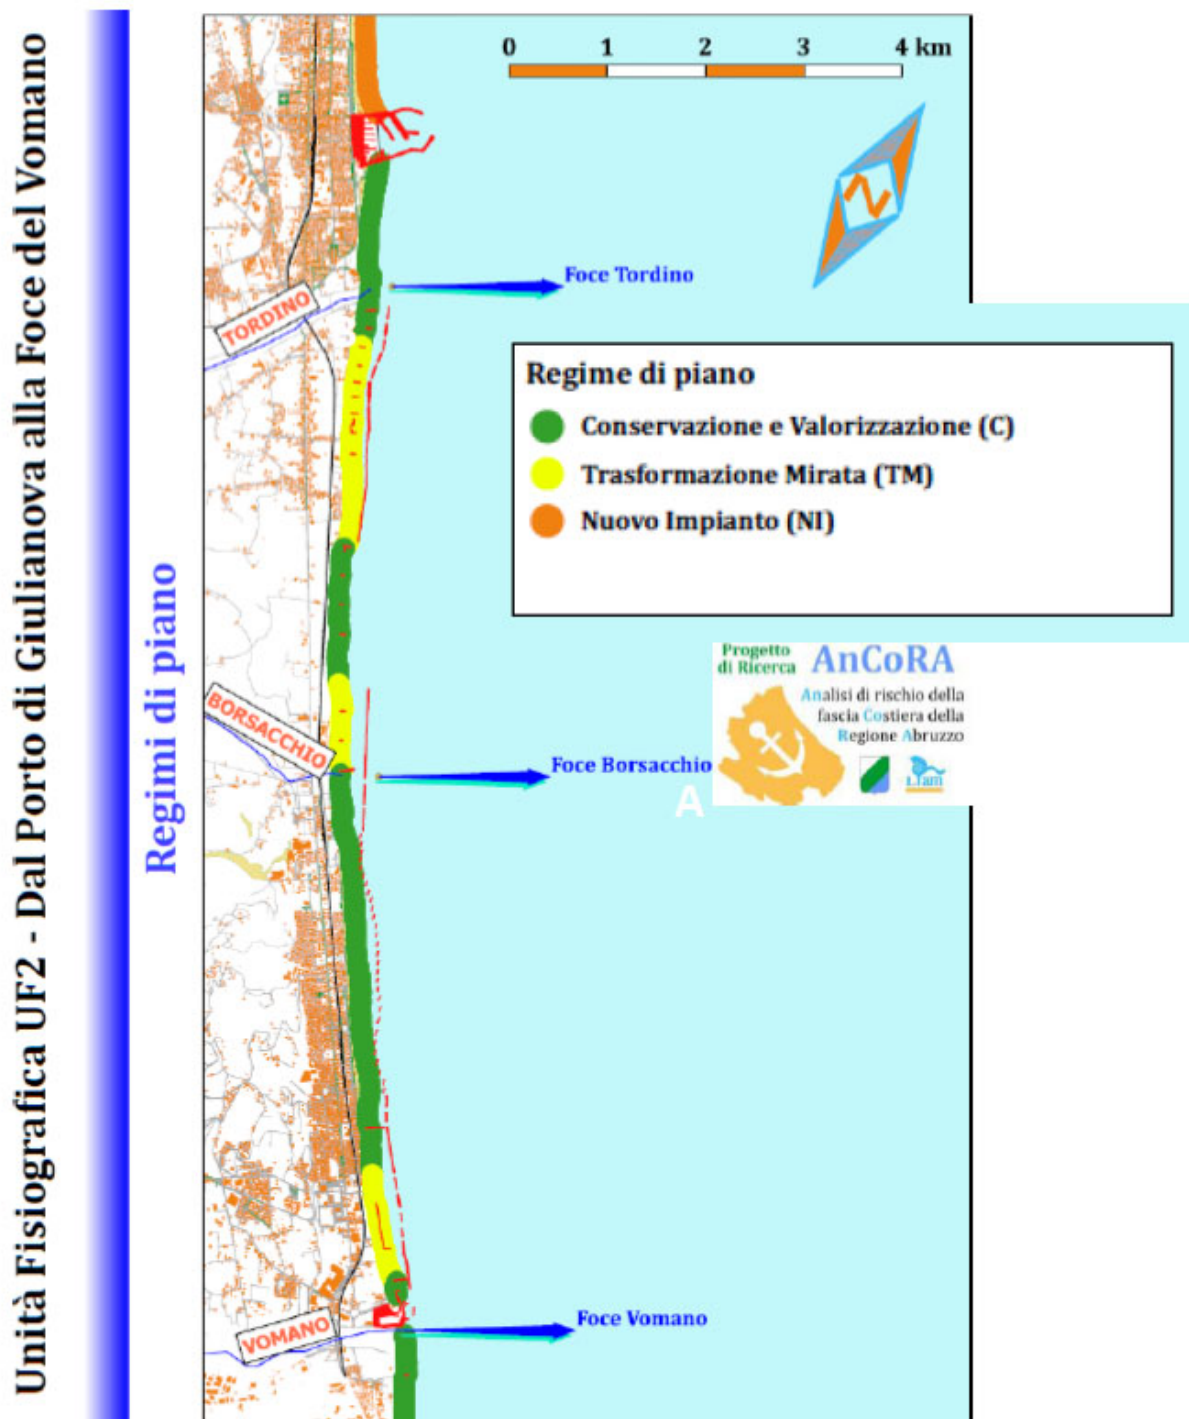 Unità Fisiografica UF2 - Dal Porto di Giulianova alla Foce del Vomano
Regimi di piano
0 1 2 3 4 km
N
Foce Tordino
TORDINO
Regime di piano
Conservazione e Valorizzazione (C)
Trasformazione Mirata (TM)
Nuovo Impianto (NI)
Progetto
di Ricerca
AnCoRA
Analisi di rischio della
fascia Costiera della
Regione Abruzzo
LIam
BORSACCHIO
Foce Borsacchio
A
Foce Vomano
VOMANO